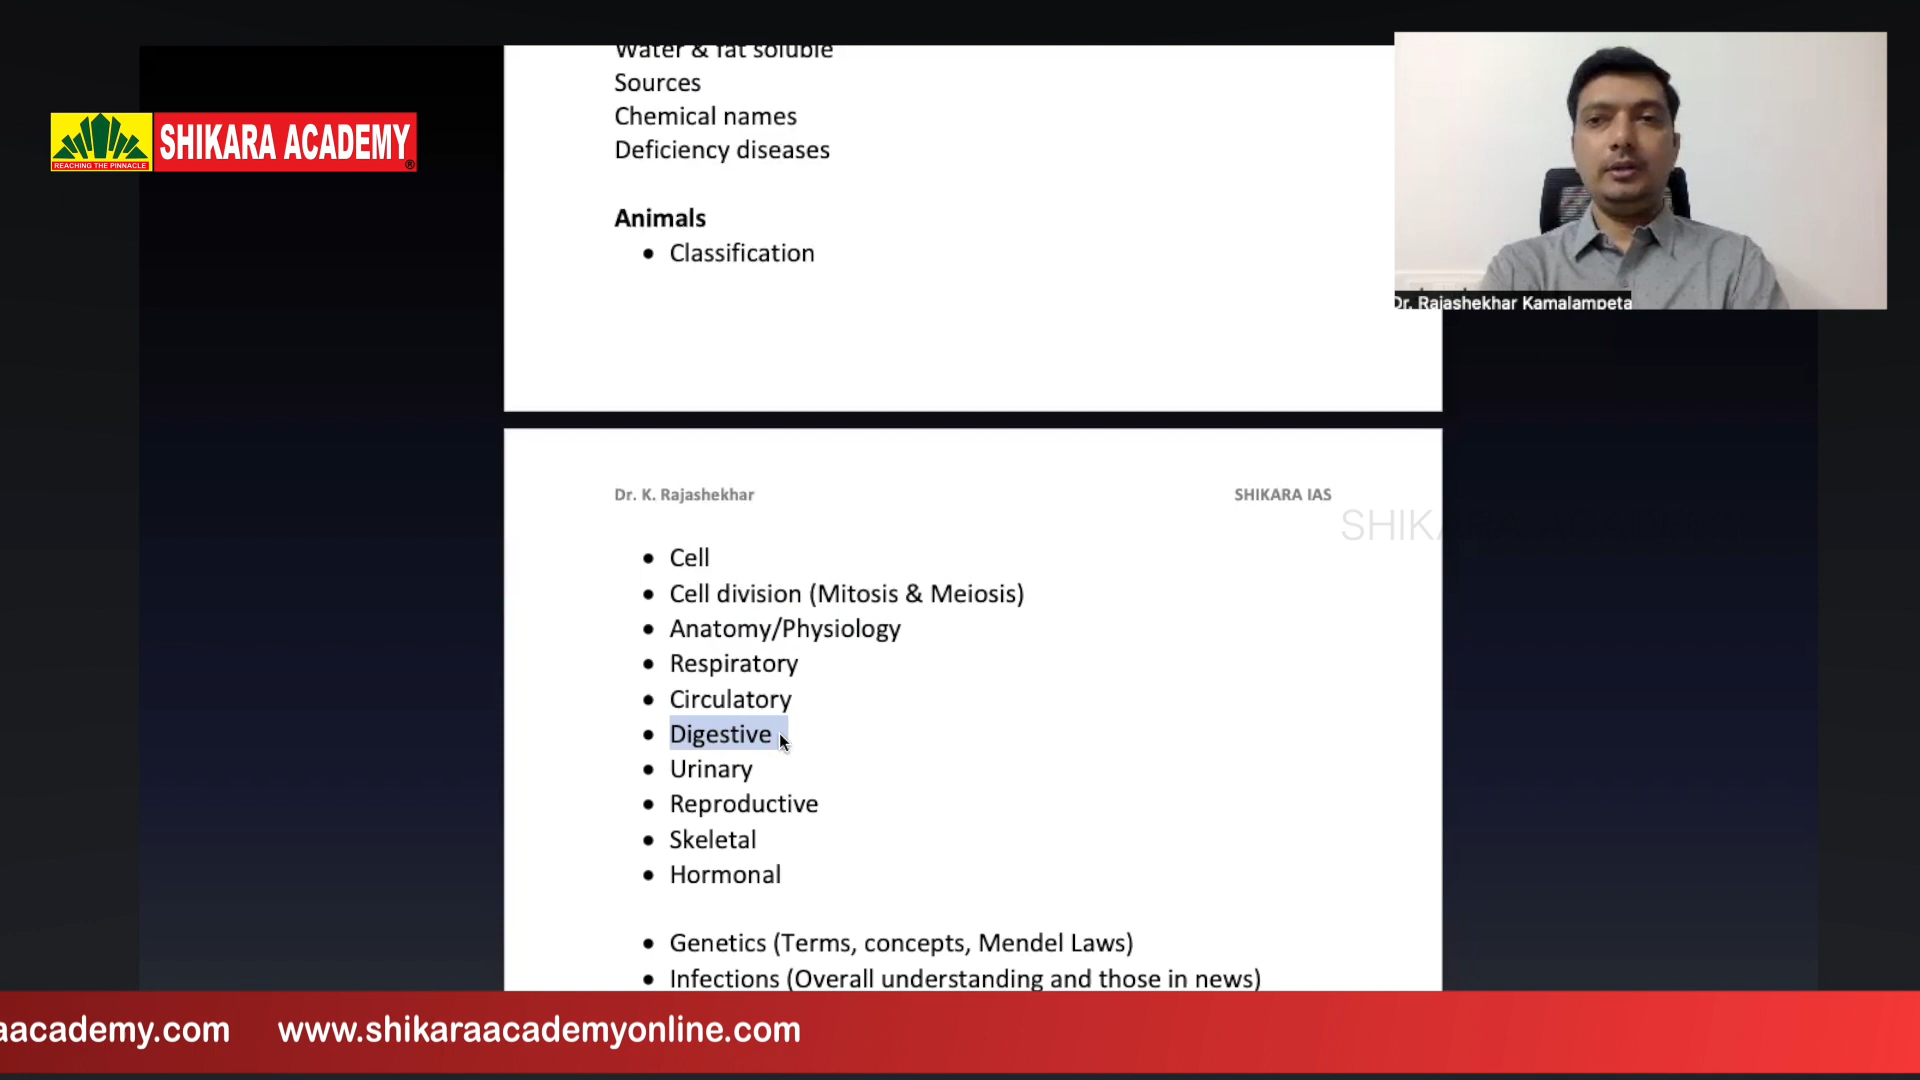 Water & fat soluble
Sources
Chemical names
Deficiency diseases
SHIKARA ACADEMY®
REACHING THE PINNACLE
Animals
• Classification
Dr. Rajashekhar Kamalampeta
Dr. K. Rajashekhar SHIKARA IAS
SHIKARA ACADEMY
• Cell
• Cell division (Mitosis & Meiosis)
• Anatomy/Physiology
• Respiratory
• Circulatory
• Digestive
• Urinary
• Reproductive
• Skeletal
• Hormonal
• Genetics (Terms, concepts, Mendel Laws)
• Infections (Overall understanding and those in news)
aacademy.com www.shikaraacademyonline.com